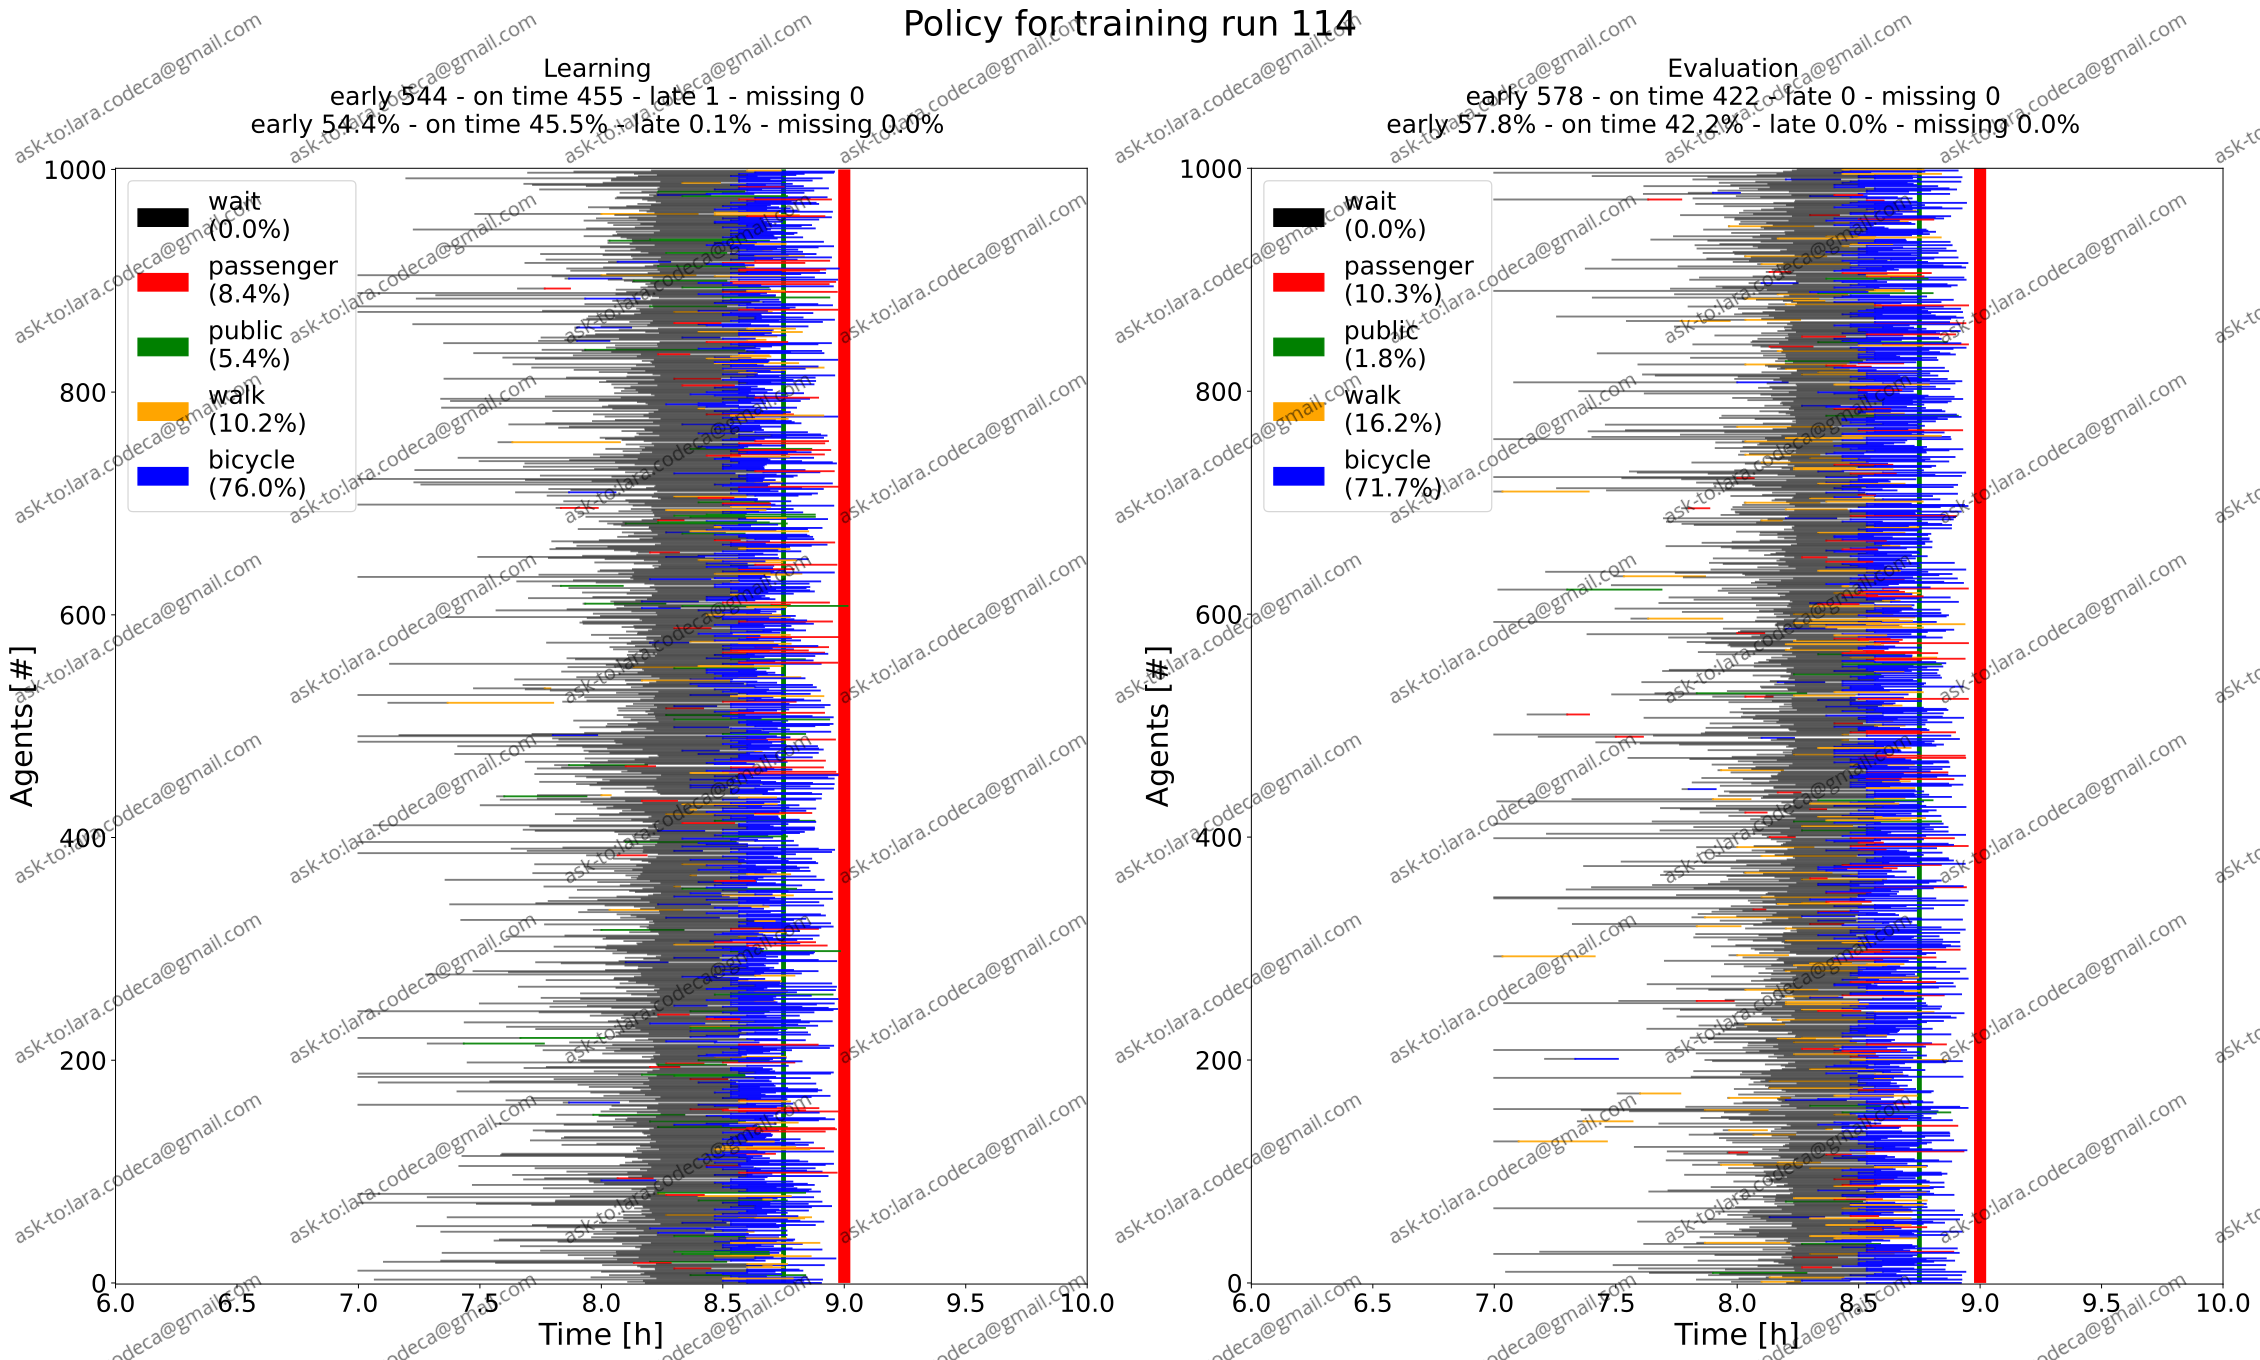 Policy for training run 114
Learning
early 544 - on time 455 - late 1 - missing 0
early 54.4% - on time 45.5% - late 0.1% - missing 0.0%
1000
800
600
400
200
0
Agents [#]
wait
(0.0%)
passenger
(8.4%)
public
(5.4%)
walk
(10.2%)
bicycle
(76.0%)
6.0 6.5 7.0 7.5 8.0 8.5 9.0 9.5 10.0
Time [h]
Evaluation
early 578 - on time 422 - late 0 - missing 0
early 57.8% - on time 42.2% - late 0.0% - missing 0.0%
1000
800
600
400
200
0
Agents [#]
wait
(0.0%)
passenger
(10.3%)
public
(1.8%)
walk
(16.2%)
bicycle
(71.7%)
6.0 6.5 7.0 7.5 8.0 8.5 9.0 9.5 10.0
Time [h]
ask-to:lara.codeca@gmail.com